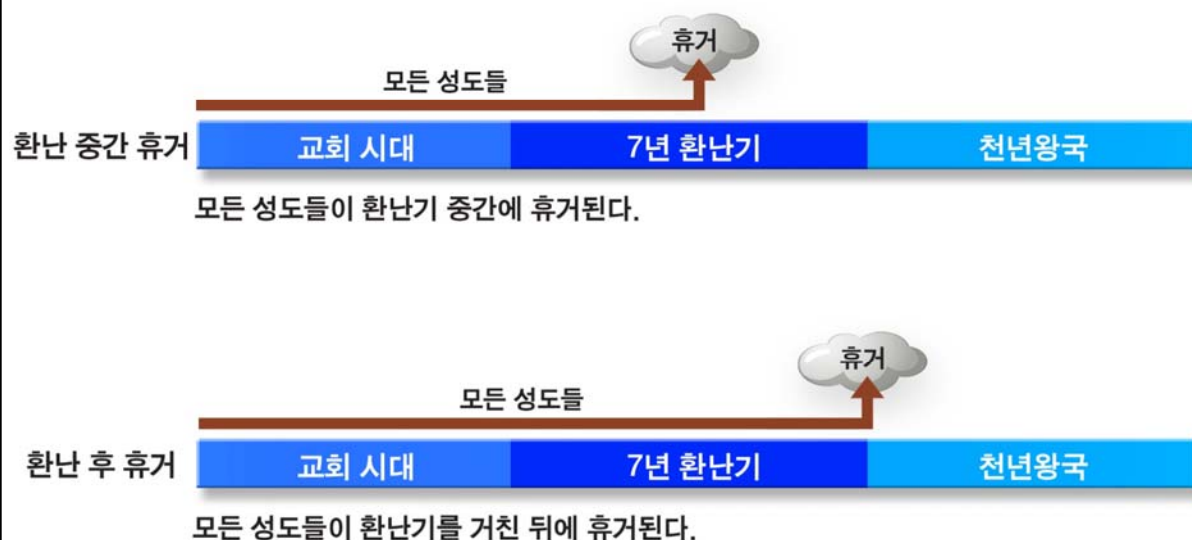 휴거
모든 성도들
환난 중간 휴거 교회 시대 7년 환난기 천년왕국
모든 성도들이 환난기 중간에 휴거된다.
휴거
모든 성도들
환난 후 휴거 교회 시대 7년 환난기 천년왕국
모든 성도들이 환난기를 거친 뒤에 휴거된다.